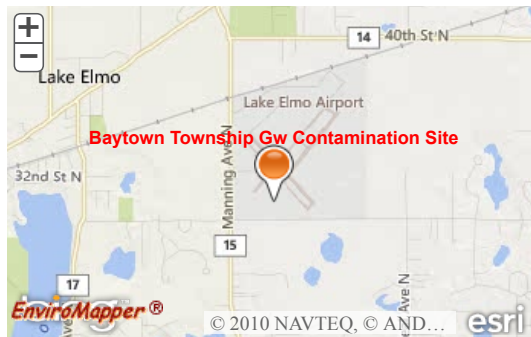 +
−
14
40th St N
Lake Elmo
Lake Elmo Airport
Baytown Township Gw Contamination Site
Manning Ave N
32nd St N
15
17
EnviroMapper ®
Ave N
© 2010 NAVTEQ, © AND…
esri